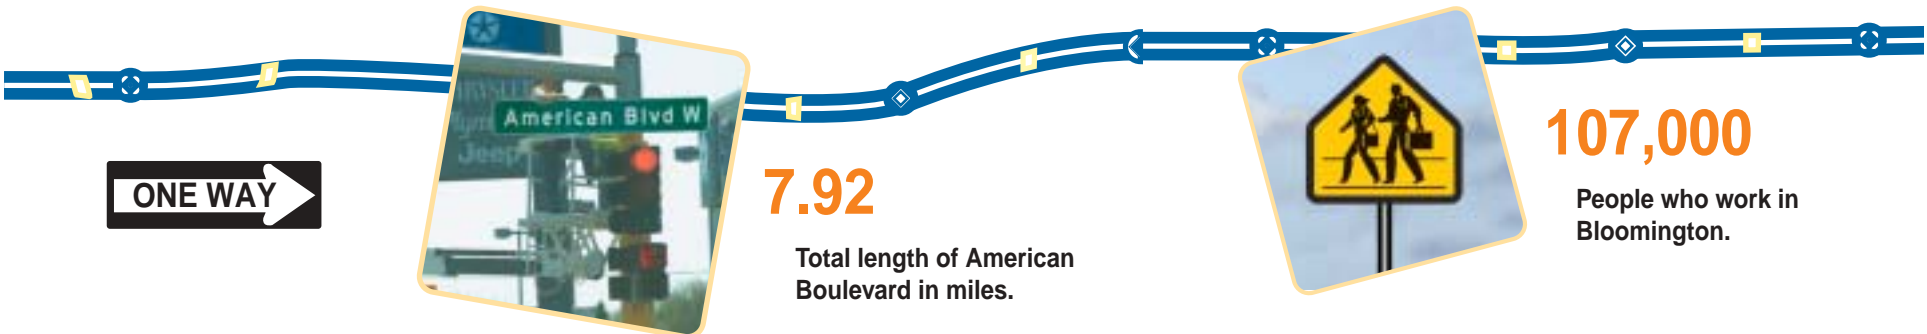 ONE WAY
American Blvd W
Jeep
7.92
Total length of American
Boulevard in miles.
107,000
People who work in
Bloomington.